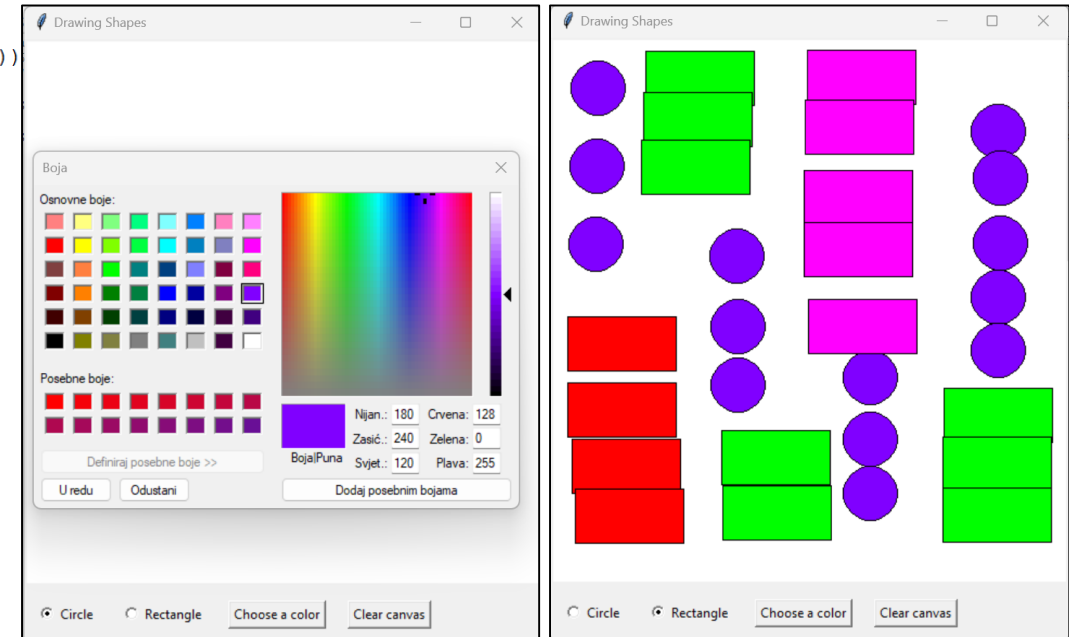 ))
Drawing Shapes
Boja
Osnovne boje:
Posebne boje:
Definiraj posebne boje >>
U redu
Odustani
Boja|Puna
Nijan.: 180
Crvena: 128
Zasić.: 240
Zelena: 0
Svjet.: 120
Plava: 255
Dodaj posebnim bojama
Circle
Rectangle
Choose a color
Clear canvas
Drawing Shapes
Circle
Rectangle
Choose a color
Clear canvas